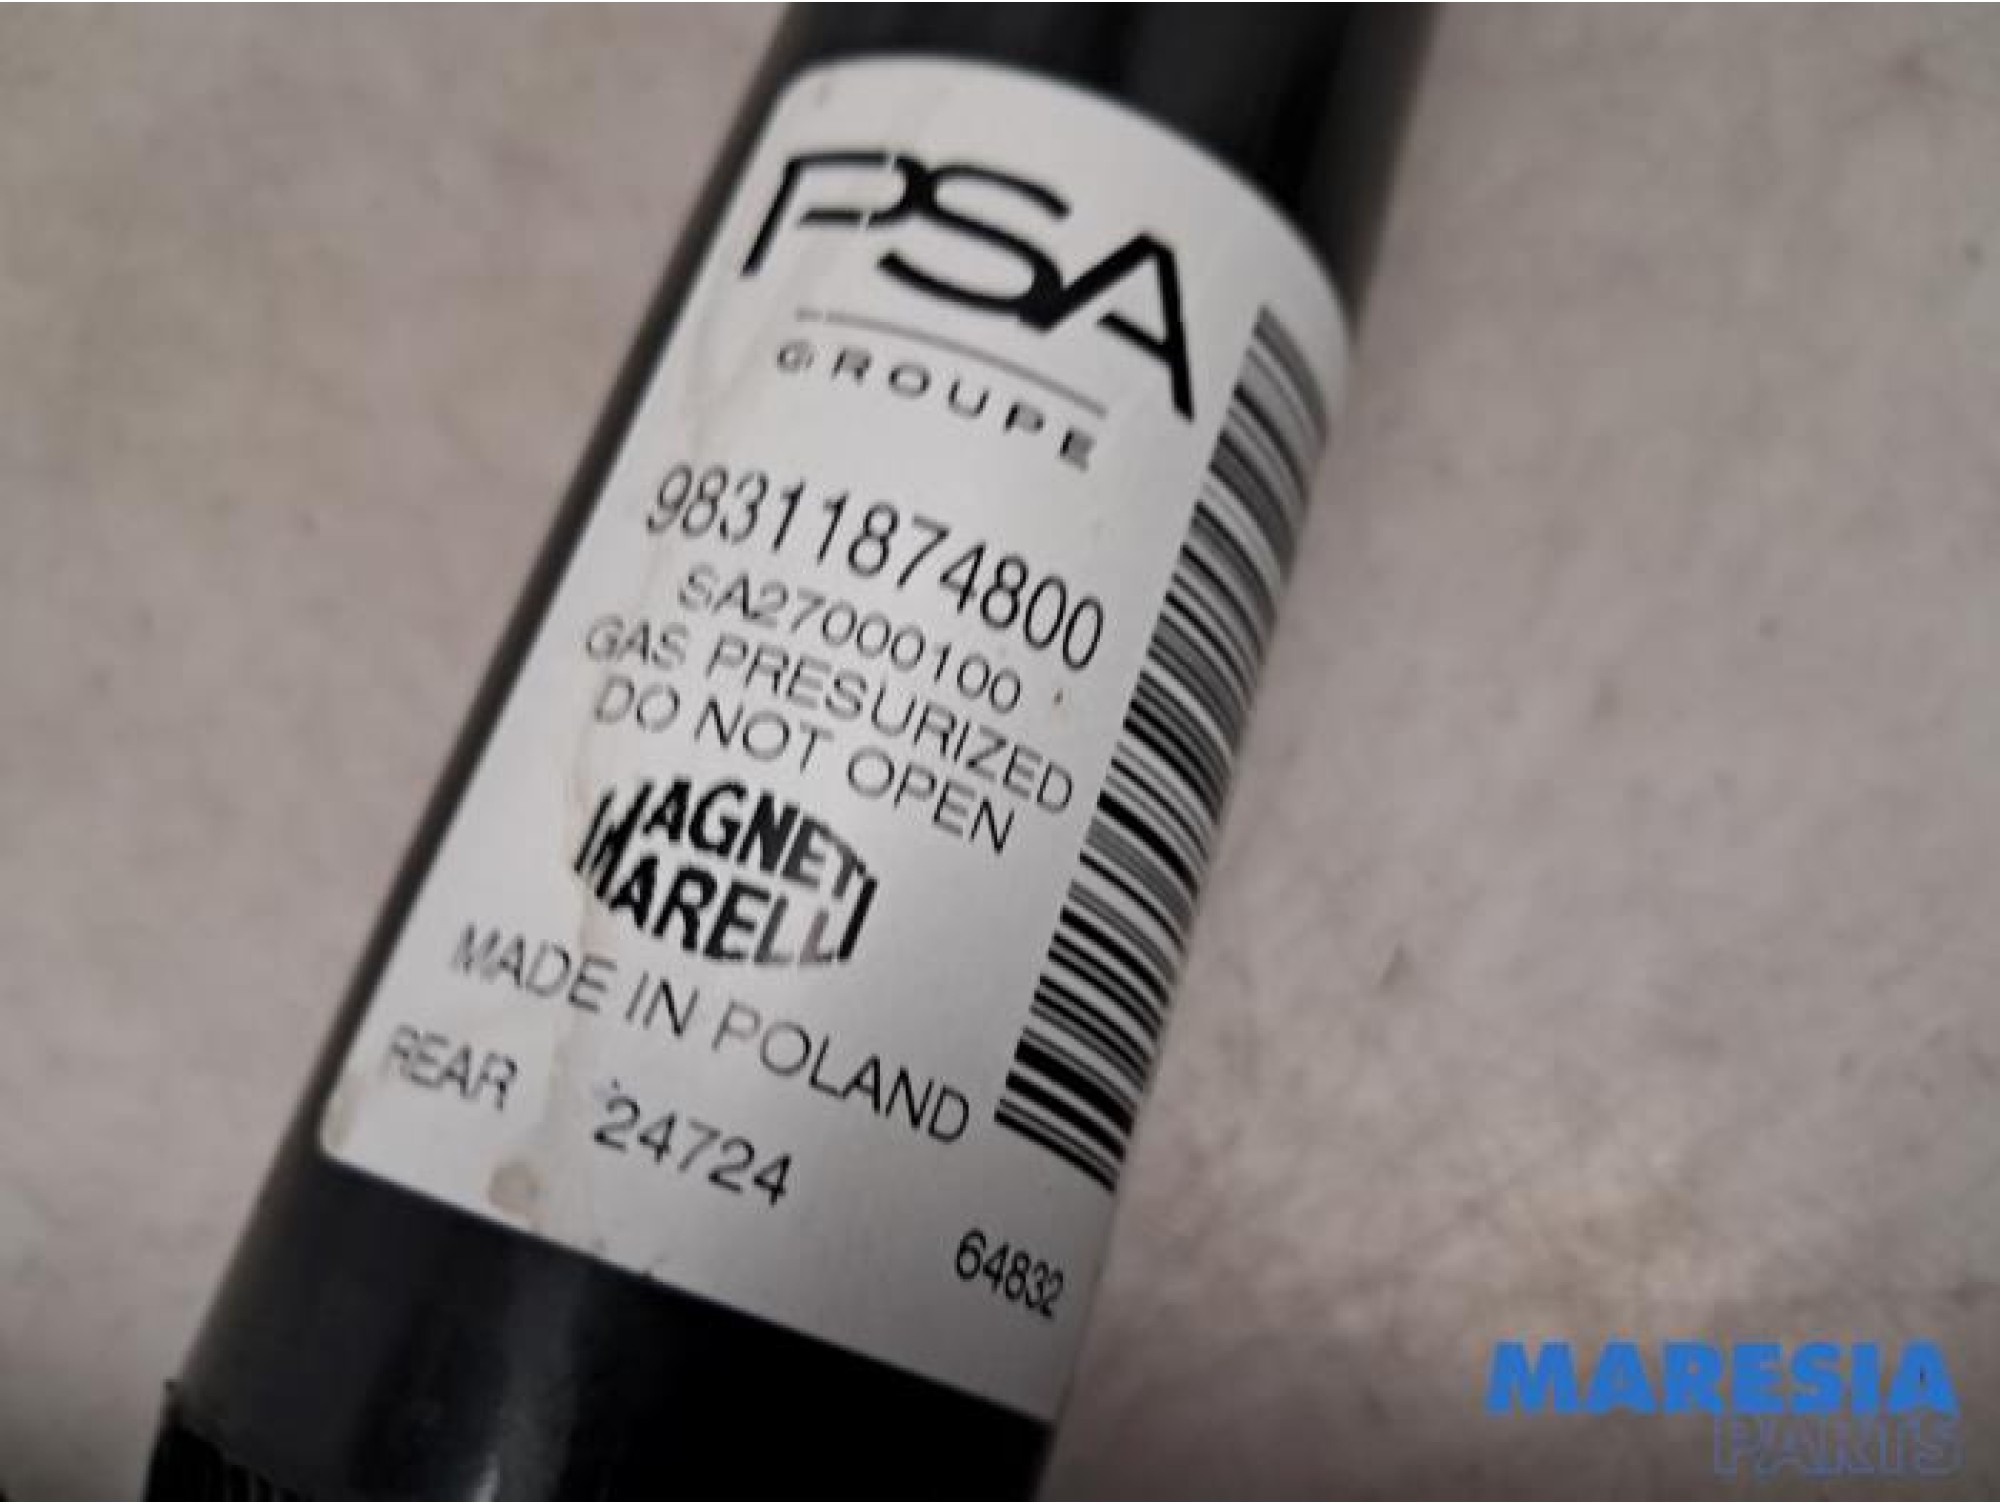 PSA
GROUPE
98311874800
SA27000100
GAS PRESURIZED
DO NOT OPEN
MAGNETI
MARELLI
MADE IN POLAND
REAR 24724
64832
MARESIA
PARTS